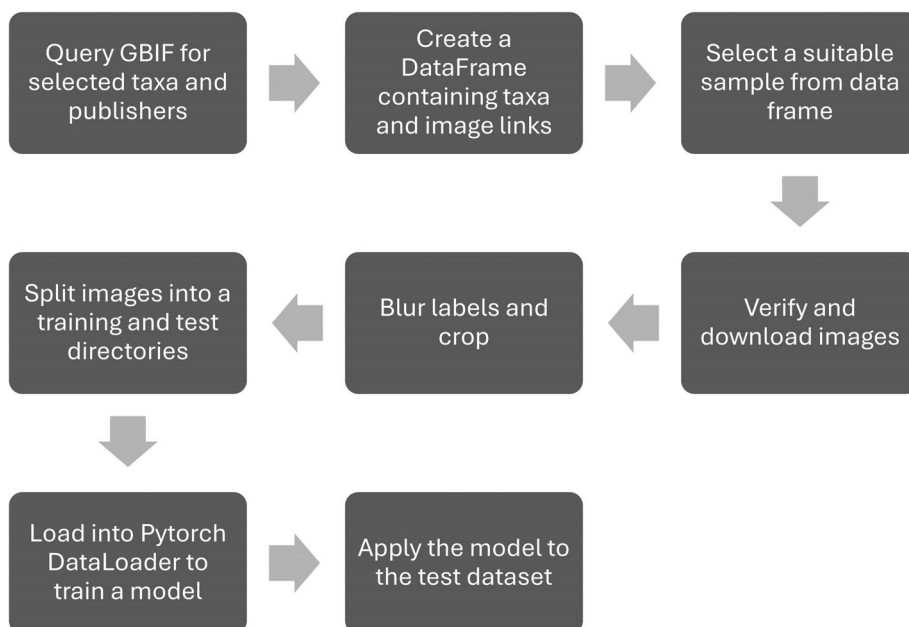 Query GBIF for
selected taxa and
publishers
Create a
DataFrame
containing taxa
and image links
Select a suitable
sample from data
frame
Verify and
download images
Blur labels and
crop
Split images into a
training and test
directories
Load into Pytorch
DataLoader to
train a model
Apply the model to
the test dataset